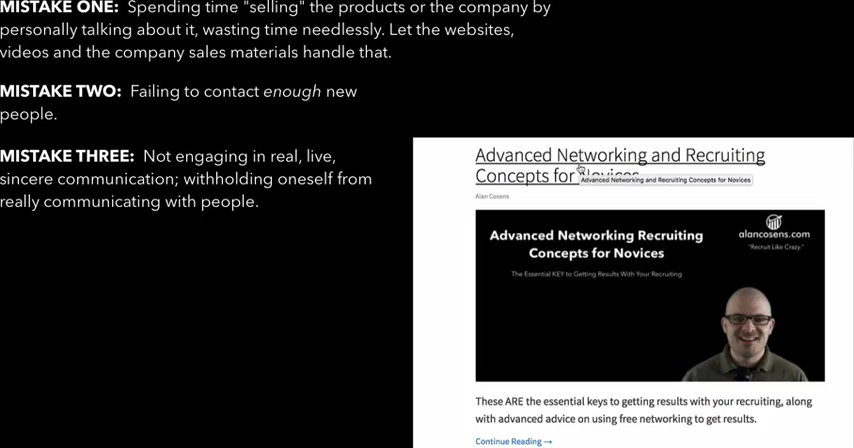 MISTAKE ONE: Spending time "selling" the products or the company by
personally talking about it, wasting time needlessly. Let the websites,
videos and the company sales materials handle that.
MISTAKE TWO: Failing to contact enough new
people.
MISTAKE THREE: Not engaging in real, live,
sincere communication; withholding oneself from
really communicating with people.
Advanced Networking and Recruiting
Concepts for Novices
Advanced Networking and Recruiting Concepts for Novices
Alan Cosens
Advanced Networking Recruiting
Concepts for Novices
The Essential KEY to Getting Results With Your Recruiting
alancosens.com
"Recruit Like Crazy."
These ARE the essential keys to getting results with your recruiting, along
with advanced advice on using free networking to get results.
Continue Reading →